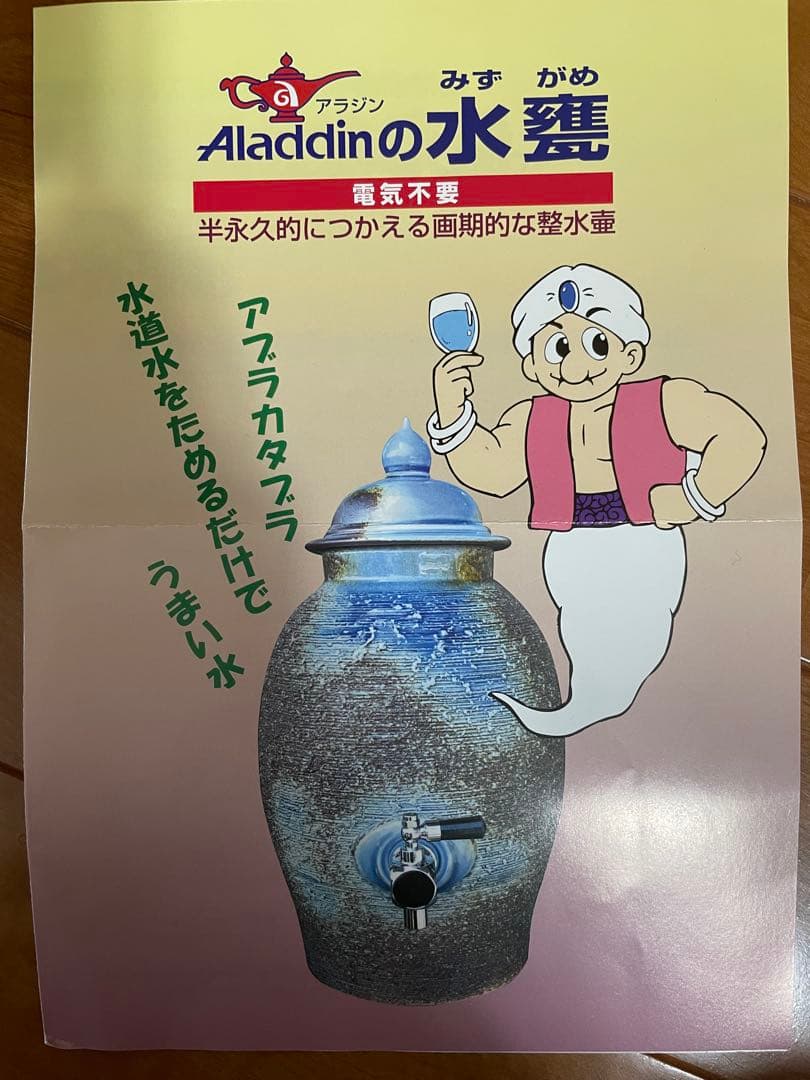 アラジン
みず がめ
Aladdinの水甕
電気不要
半永久的につかえる画期的な整水壷
アブラカタブラ
水道水をためるだけで
うまい水